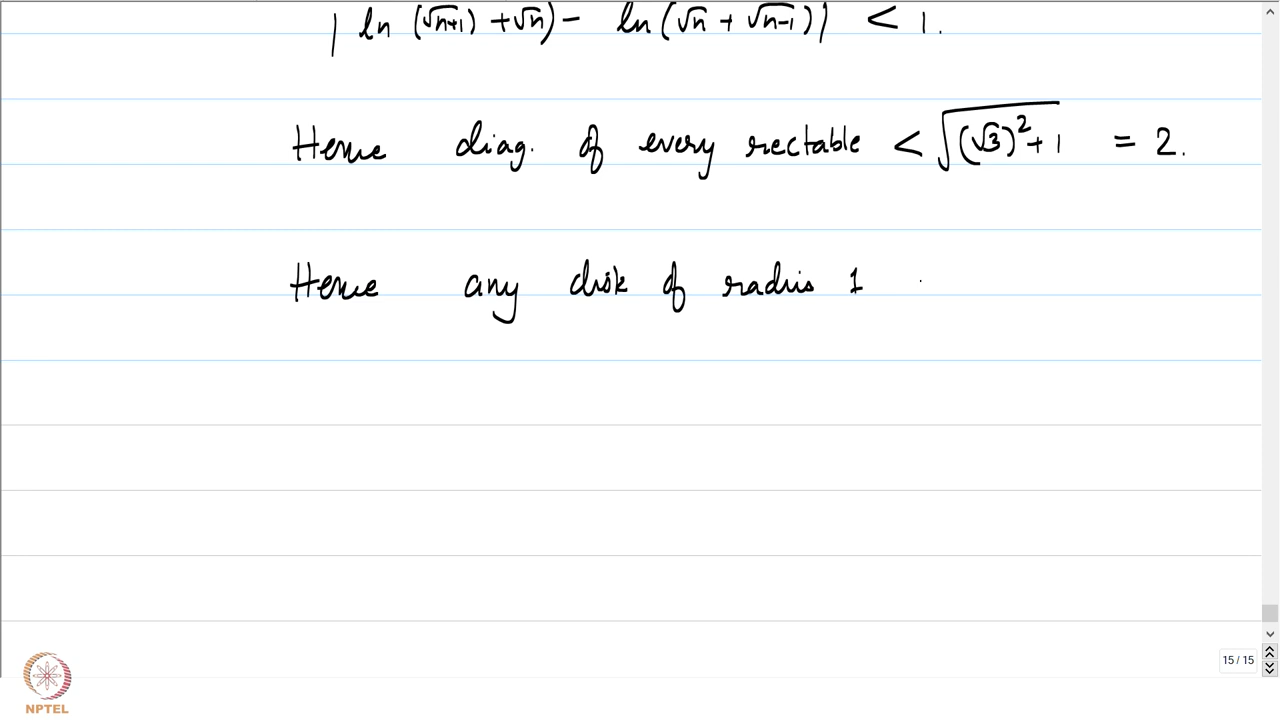 | ln (√n+1) + √n) - ln (√n + √n-1)| < 1.
Hence diag. of every rectable < √(√3)² + 1 = 2.
Hence any disk of radius 1
15 / 15
NPTEL